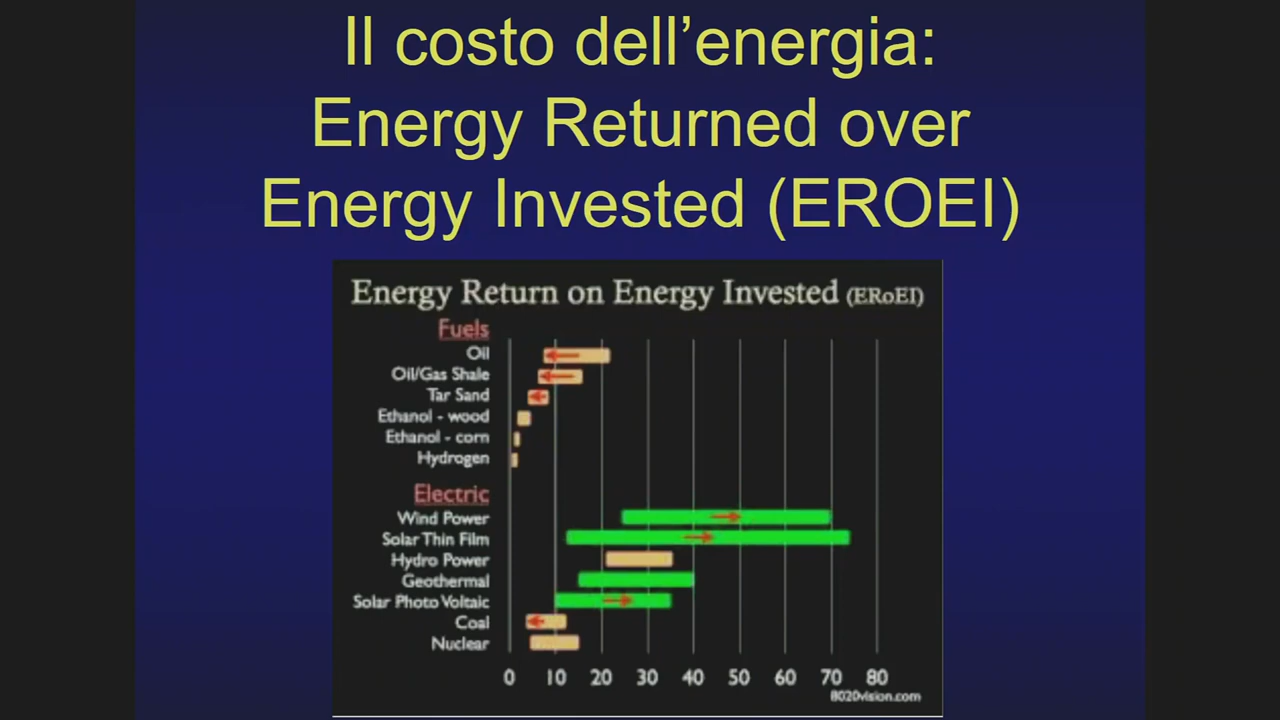 Il costo dell’energia:
Energy Returned over
Energy Invested (EROEI)
Energy Return on Energy Invested (ERoEI)
Fuels
Oil
Oil/Gas Shale
Tar Sand
Ethanol - wood
Ethanol - corn
Hydrogen
Electric
Wind Power
Solar Thin Film
Hydro Power
Geothermal
Solar Photo Voltaic
Coal
Nuclear
0 10 20 30 40 50 60 70 80
8020vision.com